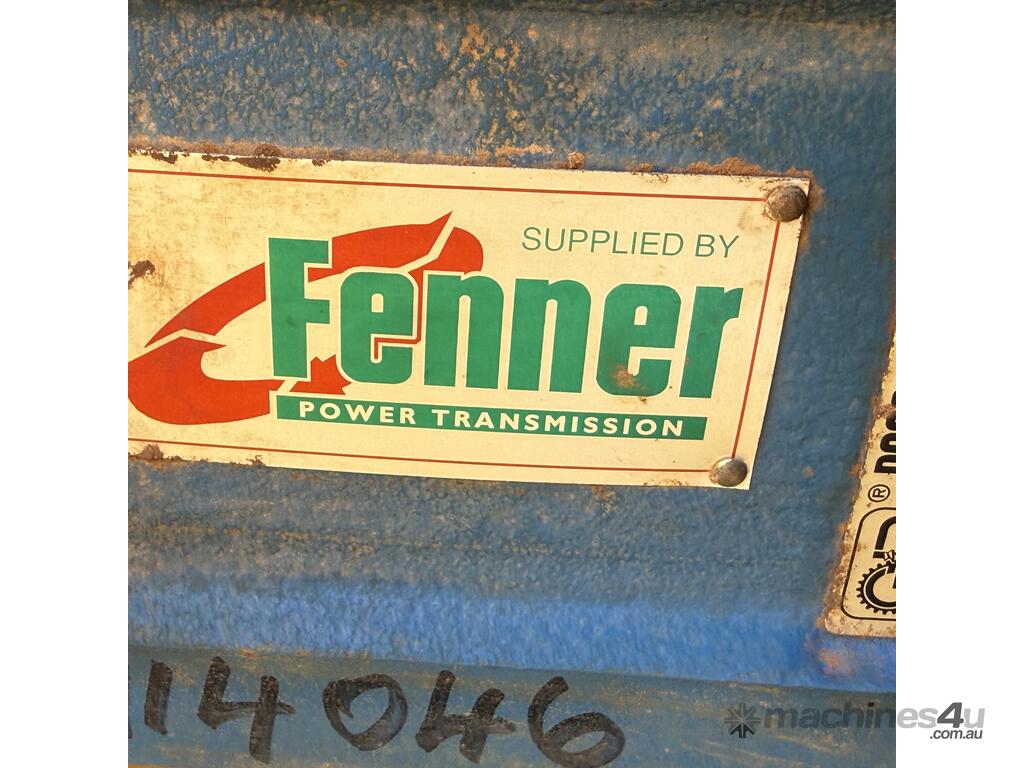 SUPPLIED BY
Fenner
POWER TRANSMISSION
®
14046
machines4u
.com.au